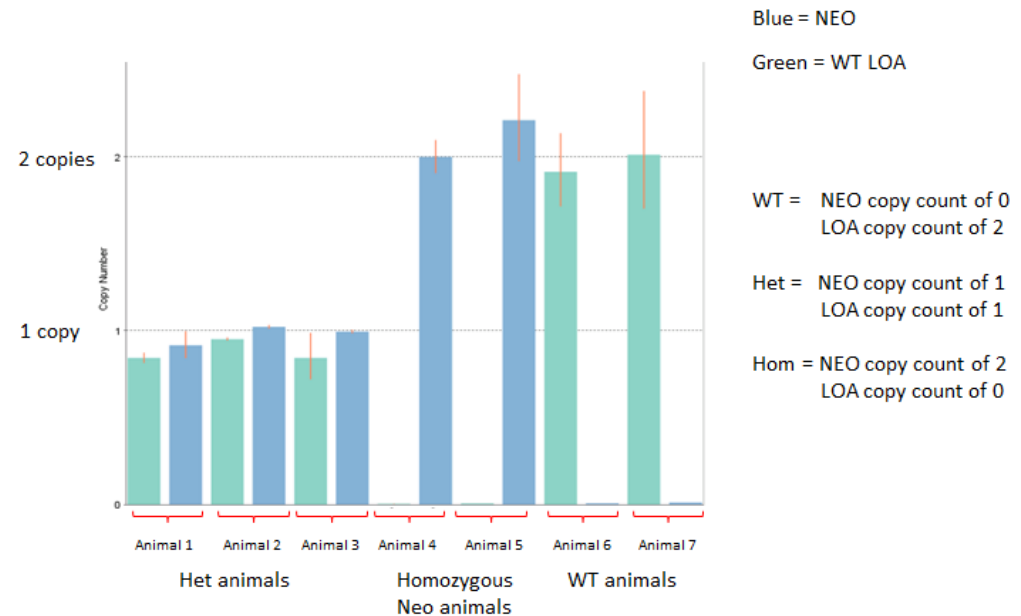 Blue = NEO
Green = WT LOA
2 copies
2
WT = NEO copy count of 0
LOA copy count of 2
Copy Number
Het = NEO copy count of 1
LOA copy count of 1
1 copy
1
Hom = NEO copy count of 2
LOA copy count of 0
0
Animal 1 Animal 2 Animal 3 Animal 4 Animal 5 Animal 6 Animal 7
Het animals Homozygous WT animals
Neo animals